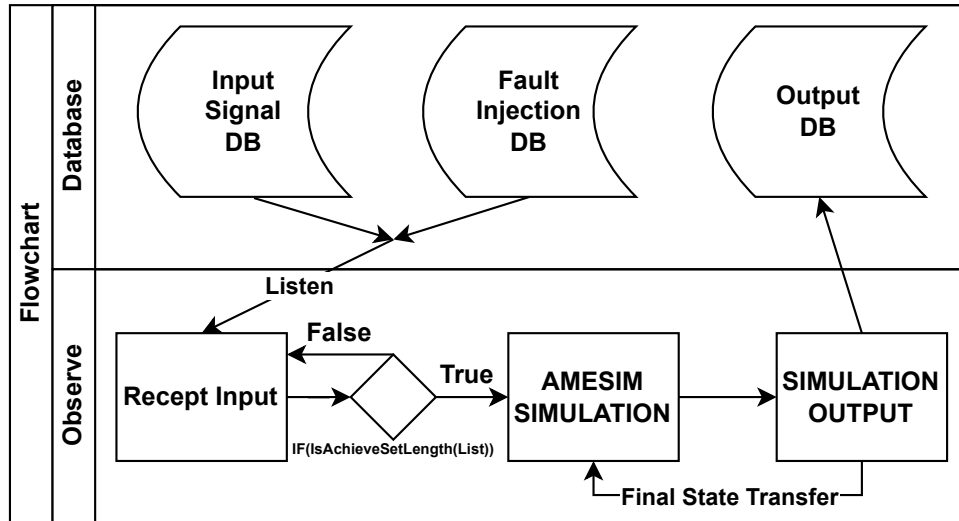 Flowchart
Database
Input
Signal
DB
Fault
Injection
DB
Output
DB
Observe
Listen
False
Recept Input
True
IF(IsAchieveSetLength(List))
AMESIM
SIMULATION
SIMULATION
OUTPUT
Final State Transfer